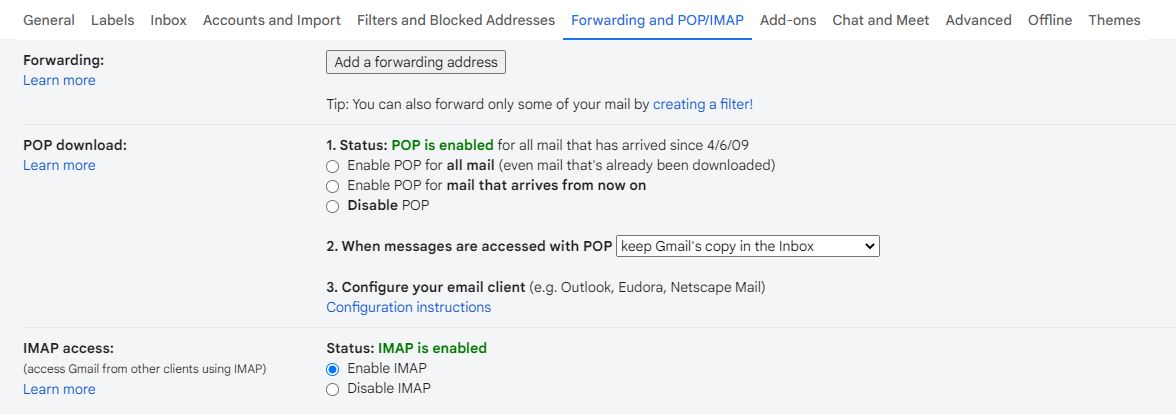 General Labels Inbox Accounts and Import Filters and Blocked Addresses Forwarding and POP/IMAP Add-ons Chat and Meet Advanced Offline Themes
Forwarding:
Learn more
Add a forwarding address
Tip: You can also forward only some of your mail by creating a filter!
POP download:
Learn more
1. Status: POP is enabled for all mail that has arrived since 4/6/09
Enable POP for all mail (even mail that's already been downloaded)
Enable POP for mail that arrives from now on
Disable POP
2. When messages are accessed with POP keep Gmail's copy in the Inbox
3. Configure your email client (e.g. Outlook, Eudora, Netscape Mail)
Configuration instructions
IMAP access:
(access Gmail from other clients using IMAP)
Learn more
Status: IMAP is enabled
Enable IMAP
Disable IMAP